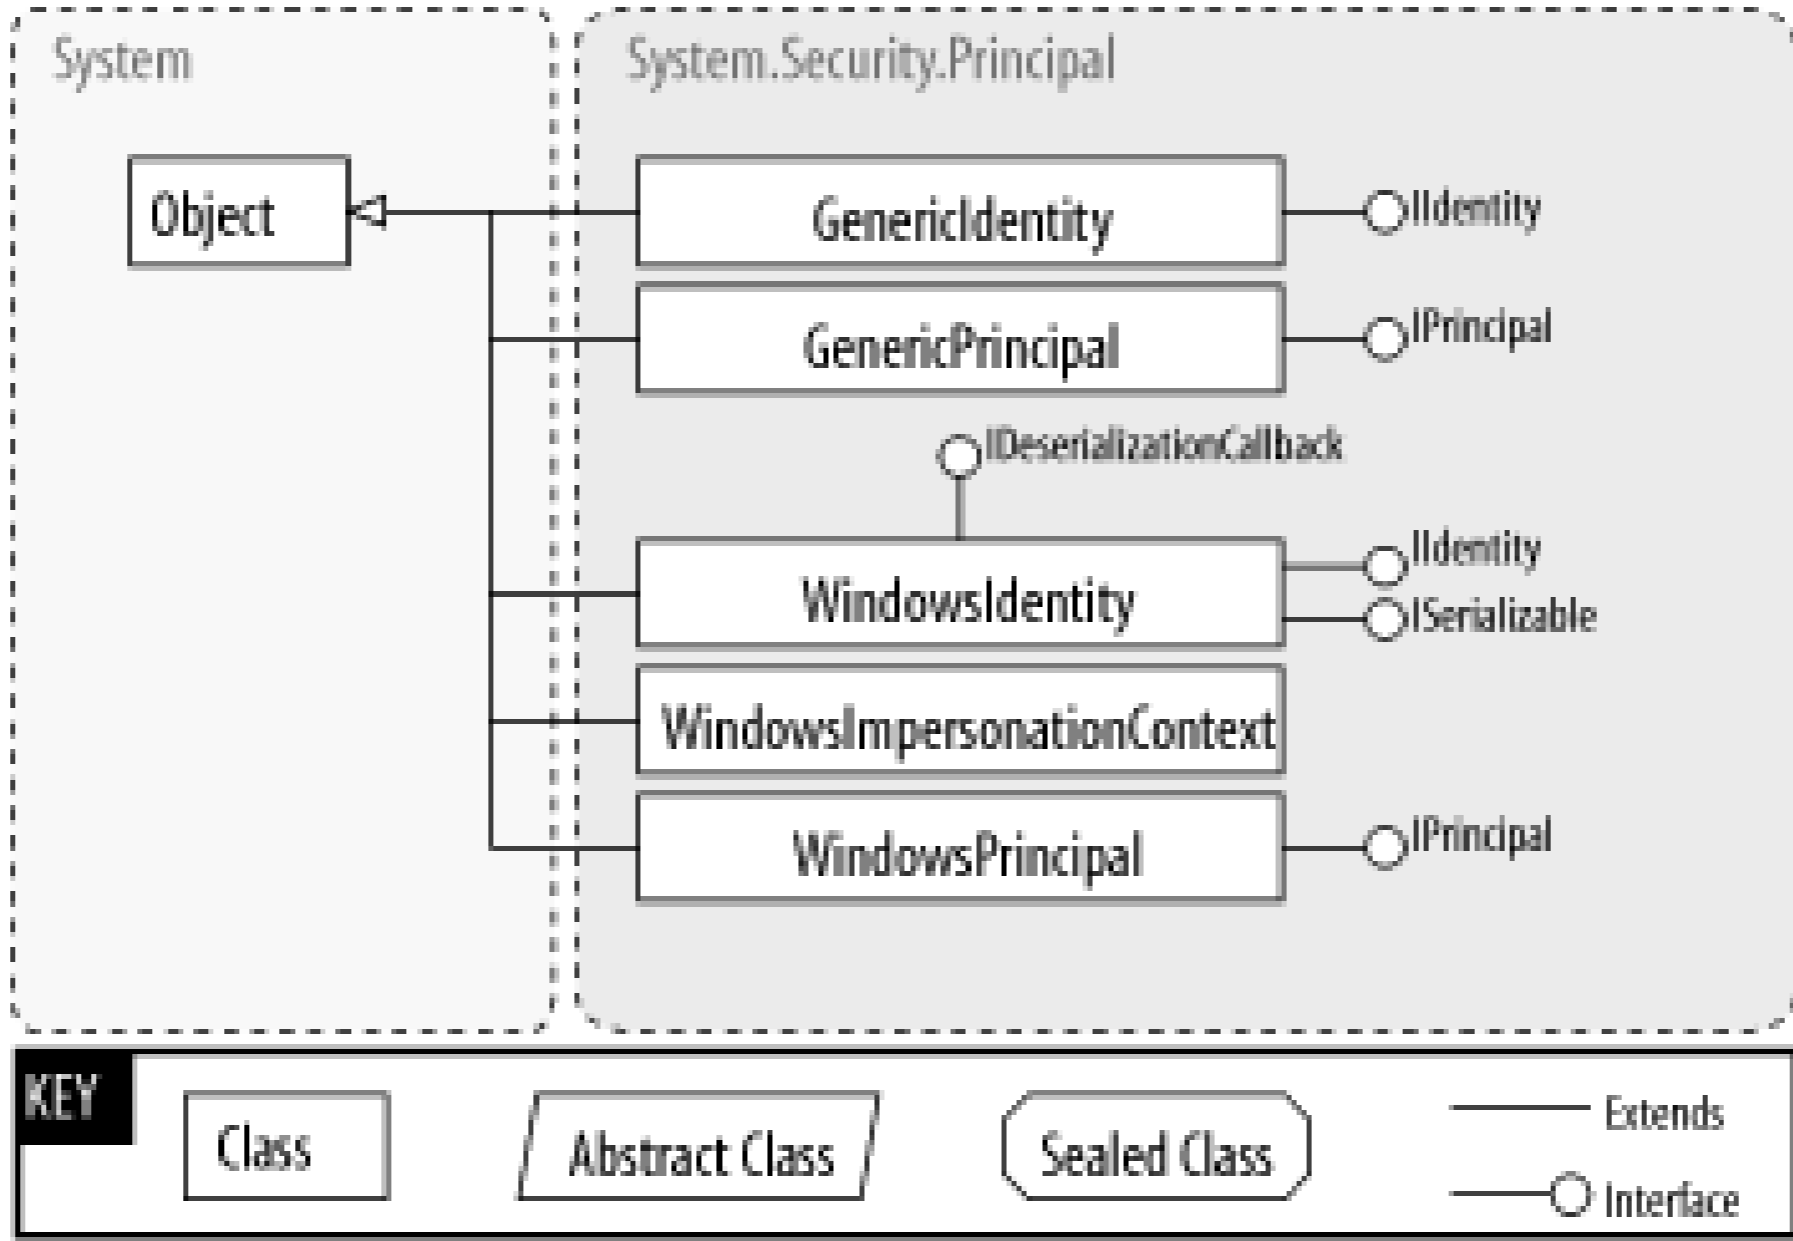 System
System.Security.Principal
Object
GenericIdentity
IIdentity
GenericPrincipal
IPrincipal
IDeserializationCallback
WindowsIdentity
IIdentity
ISerializable
WindowsImpersonationContext
WindowsPrincipal
IPrincipal
KEY
Class
Abstract Class
Sealed Class
Extends
Interface